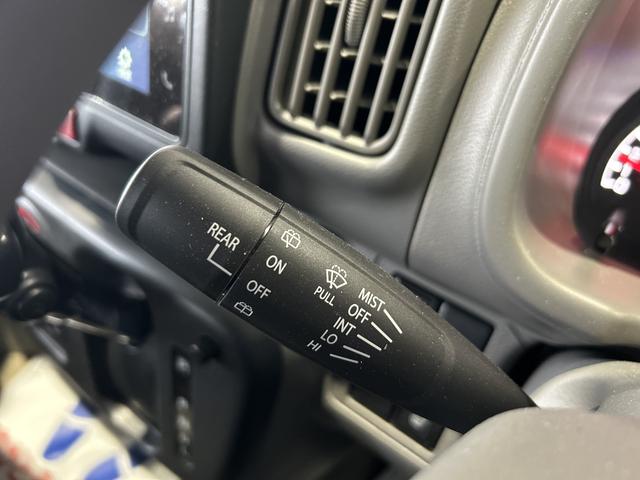 REAR
ON
OFF
PULL
MIST
OFF
INT
LO
HI